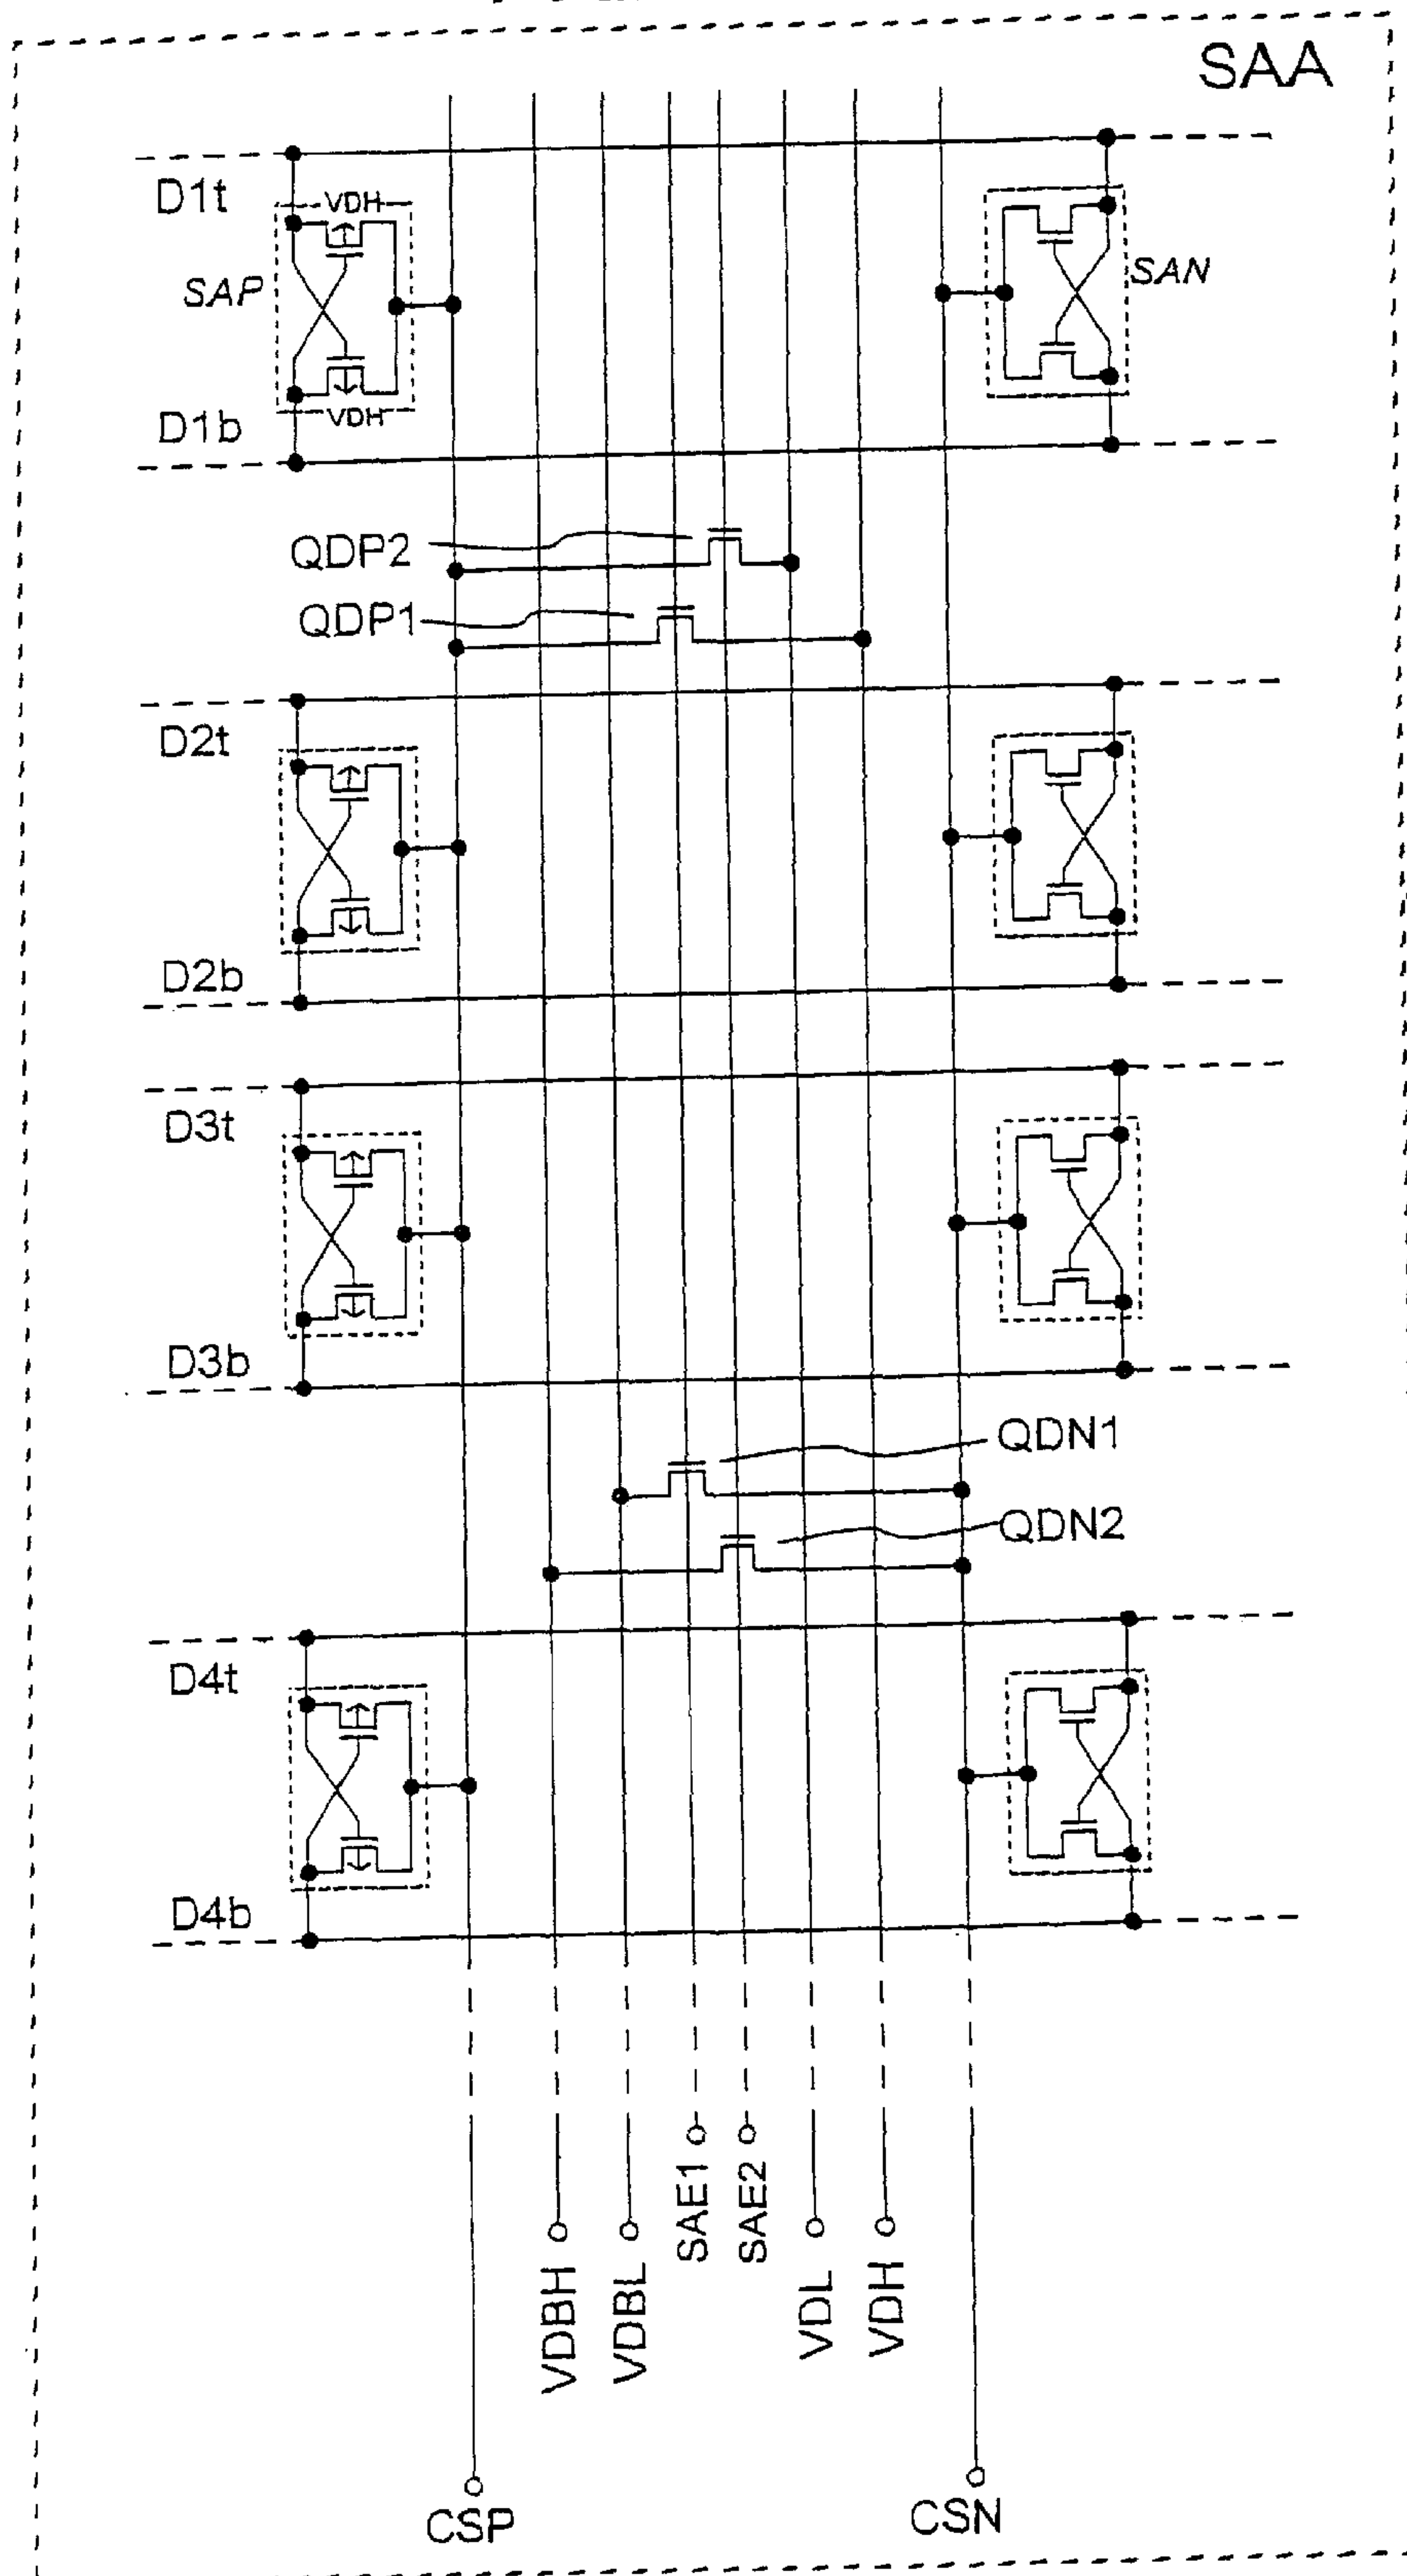 SAA
D1t
VDH
SAP
SAN
VDH
D1b
QDP2
QDP1
D2t
D2b
D3t
D3b
QDN1
QDN2
D4t
D4b
VDBH
VDBL
SAE1
SAE2
VDL
VDH
CSP
CSN